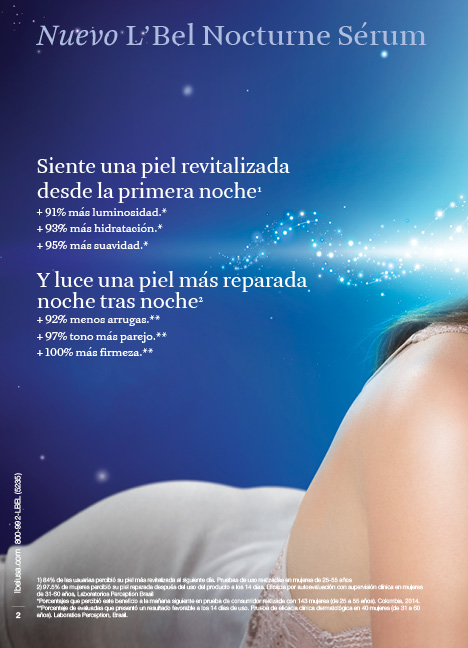 Nuevo L'Bel Nocturne Sérum
Siente una piel revitalizada
desde la primera noche¹
+ 91% más luminosidad.*
+ 93% más hidratación.*
+ 95% más suavidad.*
Y luce una piel más reparada
noche tras noche²
+ 92% menos arrugas.**
+ 97% tono más parejo.**
+ 100% más firmeza.**
lbelusa.com 800-992-LBEL (5235)
1) 84% de las usuarias percibió su piel más revitalizada al siguiente día. Pruebas de uso realizadas en mujeres de 25-55 años
2) 97,5% de mujeres percibió su piel reparada después del uso del producto a los 14 días. Clínicos por autoevaluación con supervisión clínica en mujeres
de 31-60 años, Laboratorios Perception Brasil
*Porcentajes que percibió este beneficio a la mañana siguiente en prueba de consumidor realizada con 143 mujeres (de 25 a 55 años). Colombia, 2014.
**Porcentaje de evaluadas que presentó un resultado favorable a los 14 días de uso. Prueba de eficacia clínica dermatológica en 40 mujeres (de 31 a 60
años). Laboratios Perception, Brasil.
2